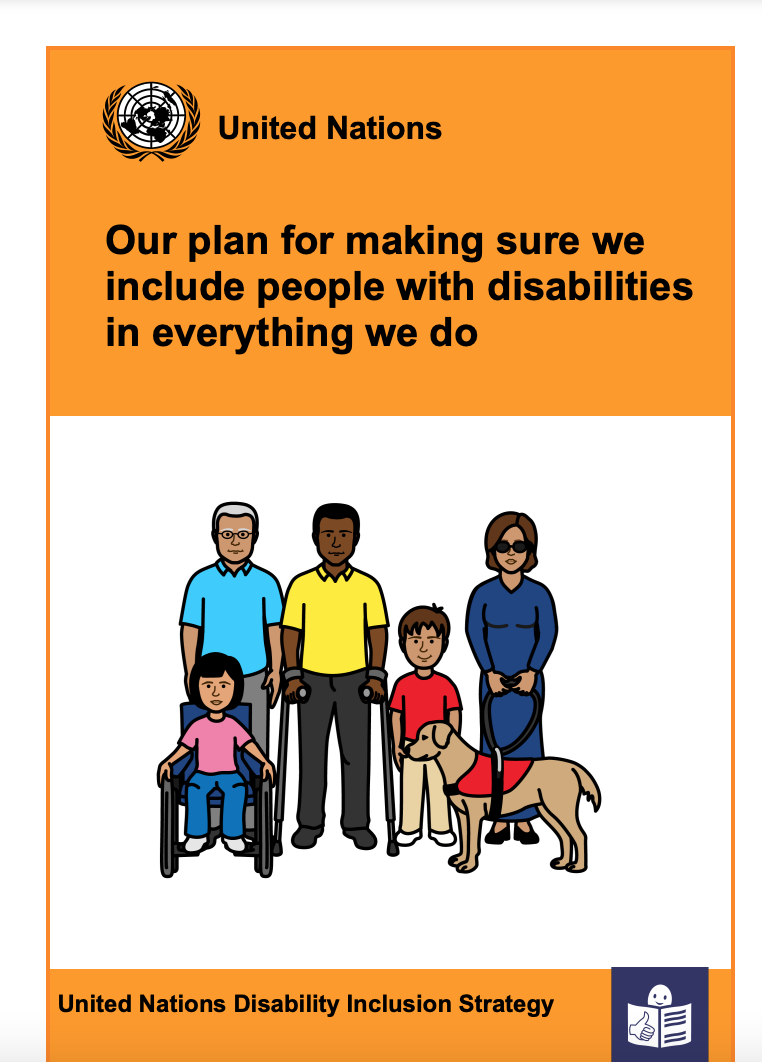 United Nations
Our plan for making sure we
include people with disabilities
in everything we do
United Nations Disability Inclusion Strategy